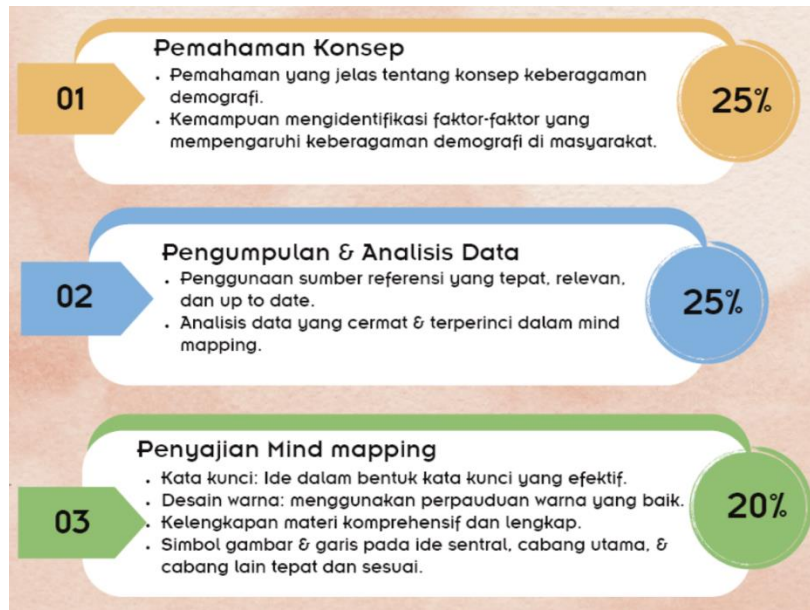 Pemahaman Konsep
01
• Pemahaman yang jelas tentang konsep keberagaman
demografi.
• Kemampuan mengidentifikasi faktor-faktor yang
mempengaruhi keberagaman demografi di masyarakat.
25%
Pengumpulan & Analisis Data
02
• Penggunaan sumber referensi yang tepat, relevan,
dan up to date.
• Analisis data yang cermat & terperinci dalam mind
mapping.
25%
Penyajian Mind mapping
03
• Kata kunci: Ide dalam bentuk kata kunci yang efektif.
• Desain warna: menggunakan perpauduan warna yang baik.
• Kelengkapan materi komprehensif dan lengkap.
• Simbol gambar & garis pada ide sentral, cabang utama, &
cabang lain tepat dan sesuai.
20%